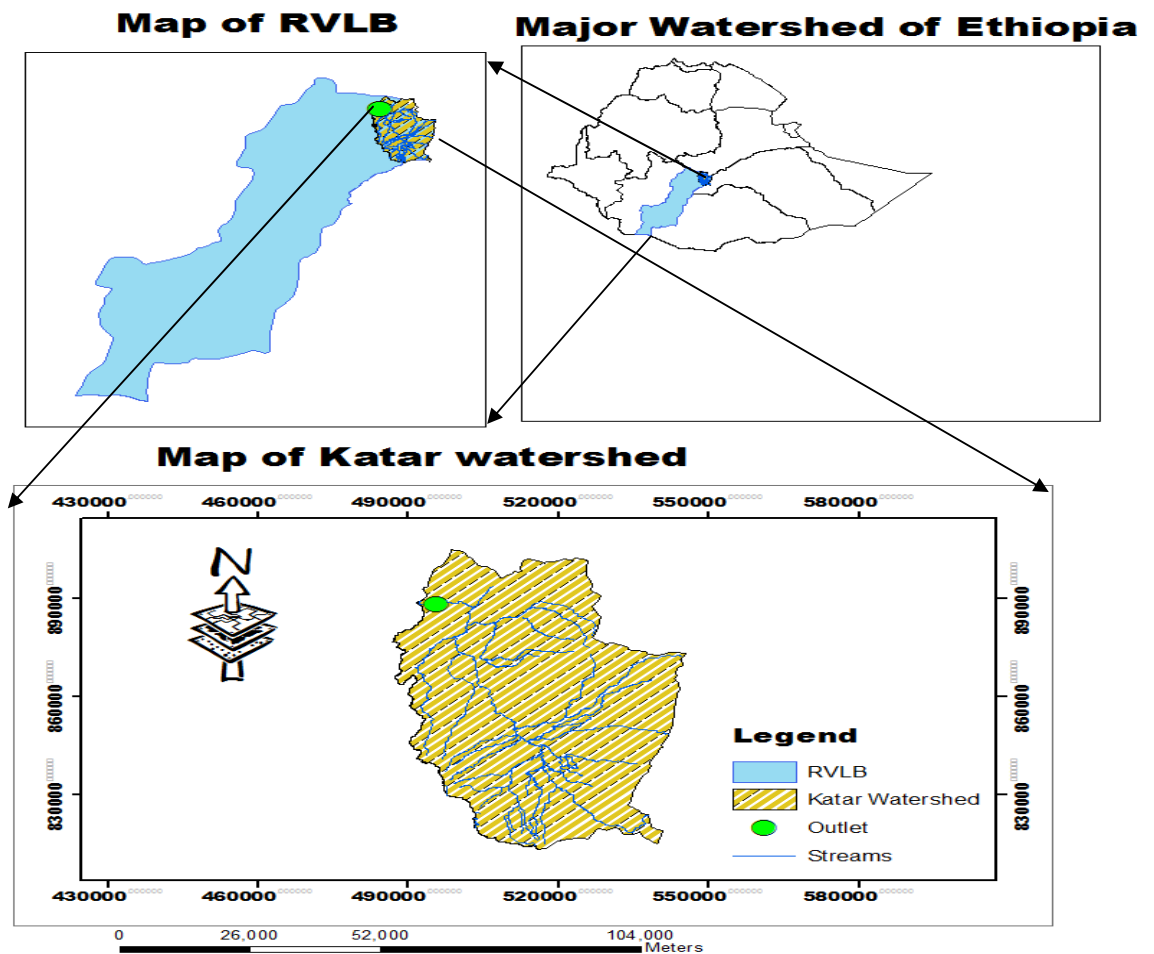 Map of RVLB
Major Watershed of Ethiopia
Map of Katar watershed
430000 460000 490000 520000 550000 580000
N
890000
860000
830000
890000
860000
830000
Legend
RVLB
Katar Watershed
Outlet
Streams
430000 460000 490000 520000 550000 580000
0 26,000 52,000 104,000
Meters